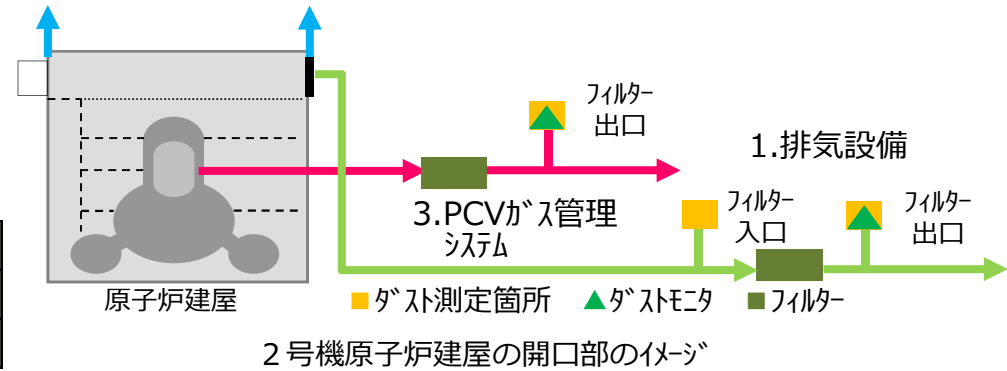 フィルター
出口
1.排気設備
3.PCVｶﾞｽ管理
ｼｽﾃﾑ
フィルター
入口
フィルター
出口
原子炉建屋
■ダスト測定箇所 ▲ダストモニタ ■フィルター
２号機原子炉建屋の開口部のイメージ